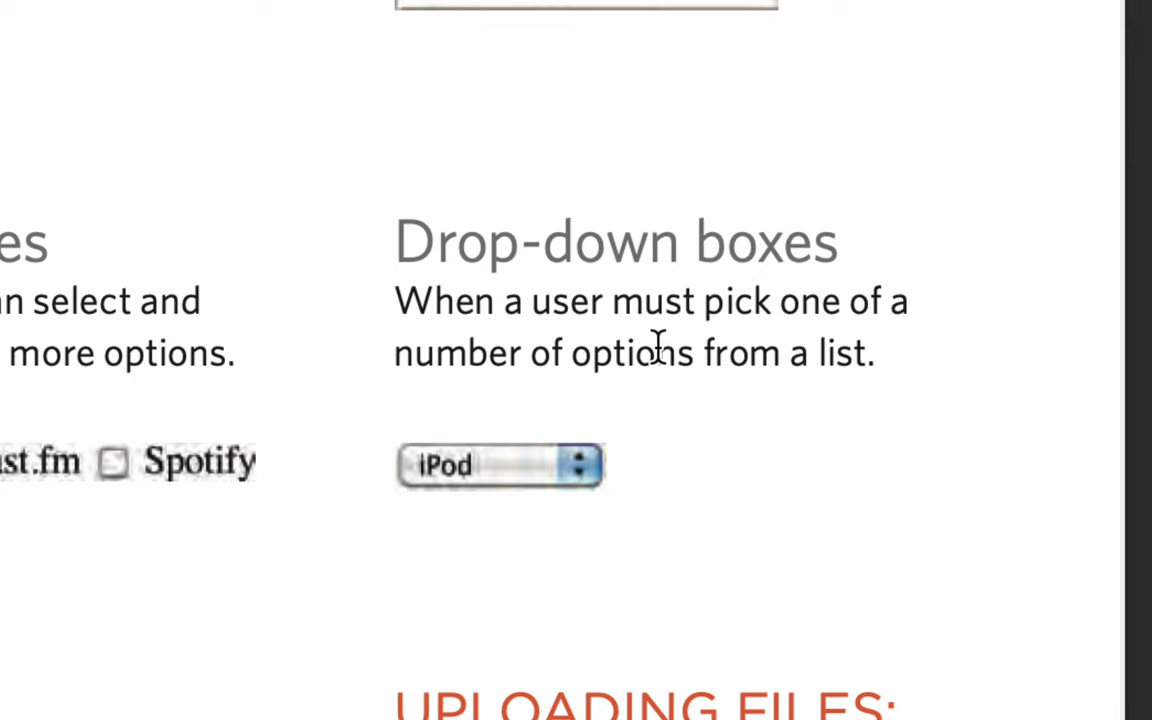 es
n select and
more options.
st.fm Spotify
Drop-down boxes
When a user must pick one of a
number of options from a list.
iPod
UPLOADING FILES: